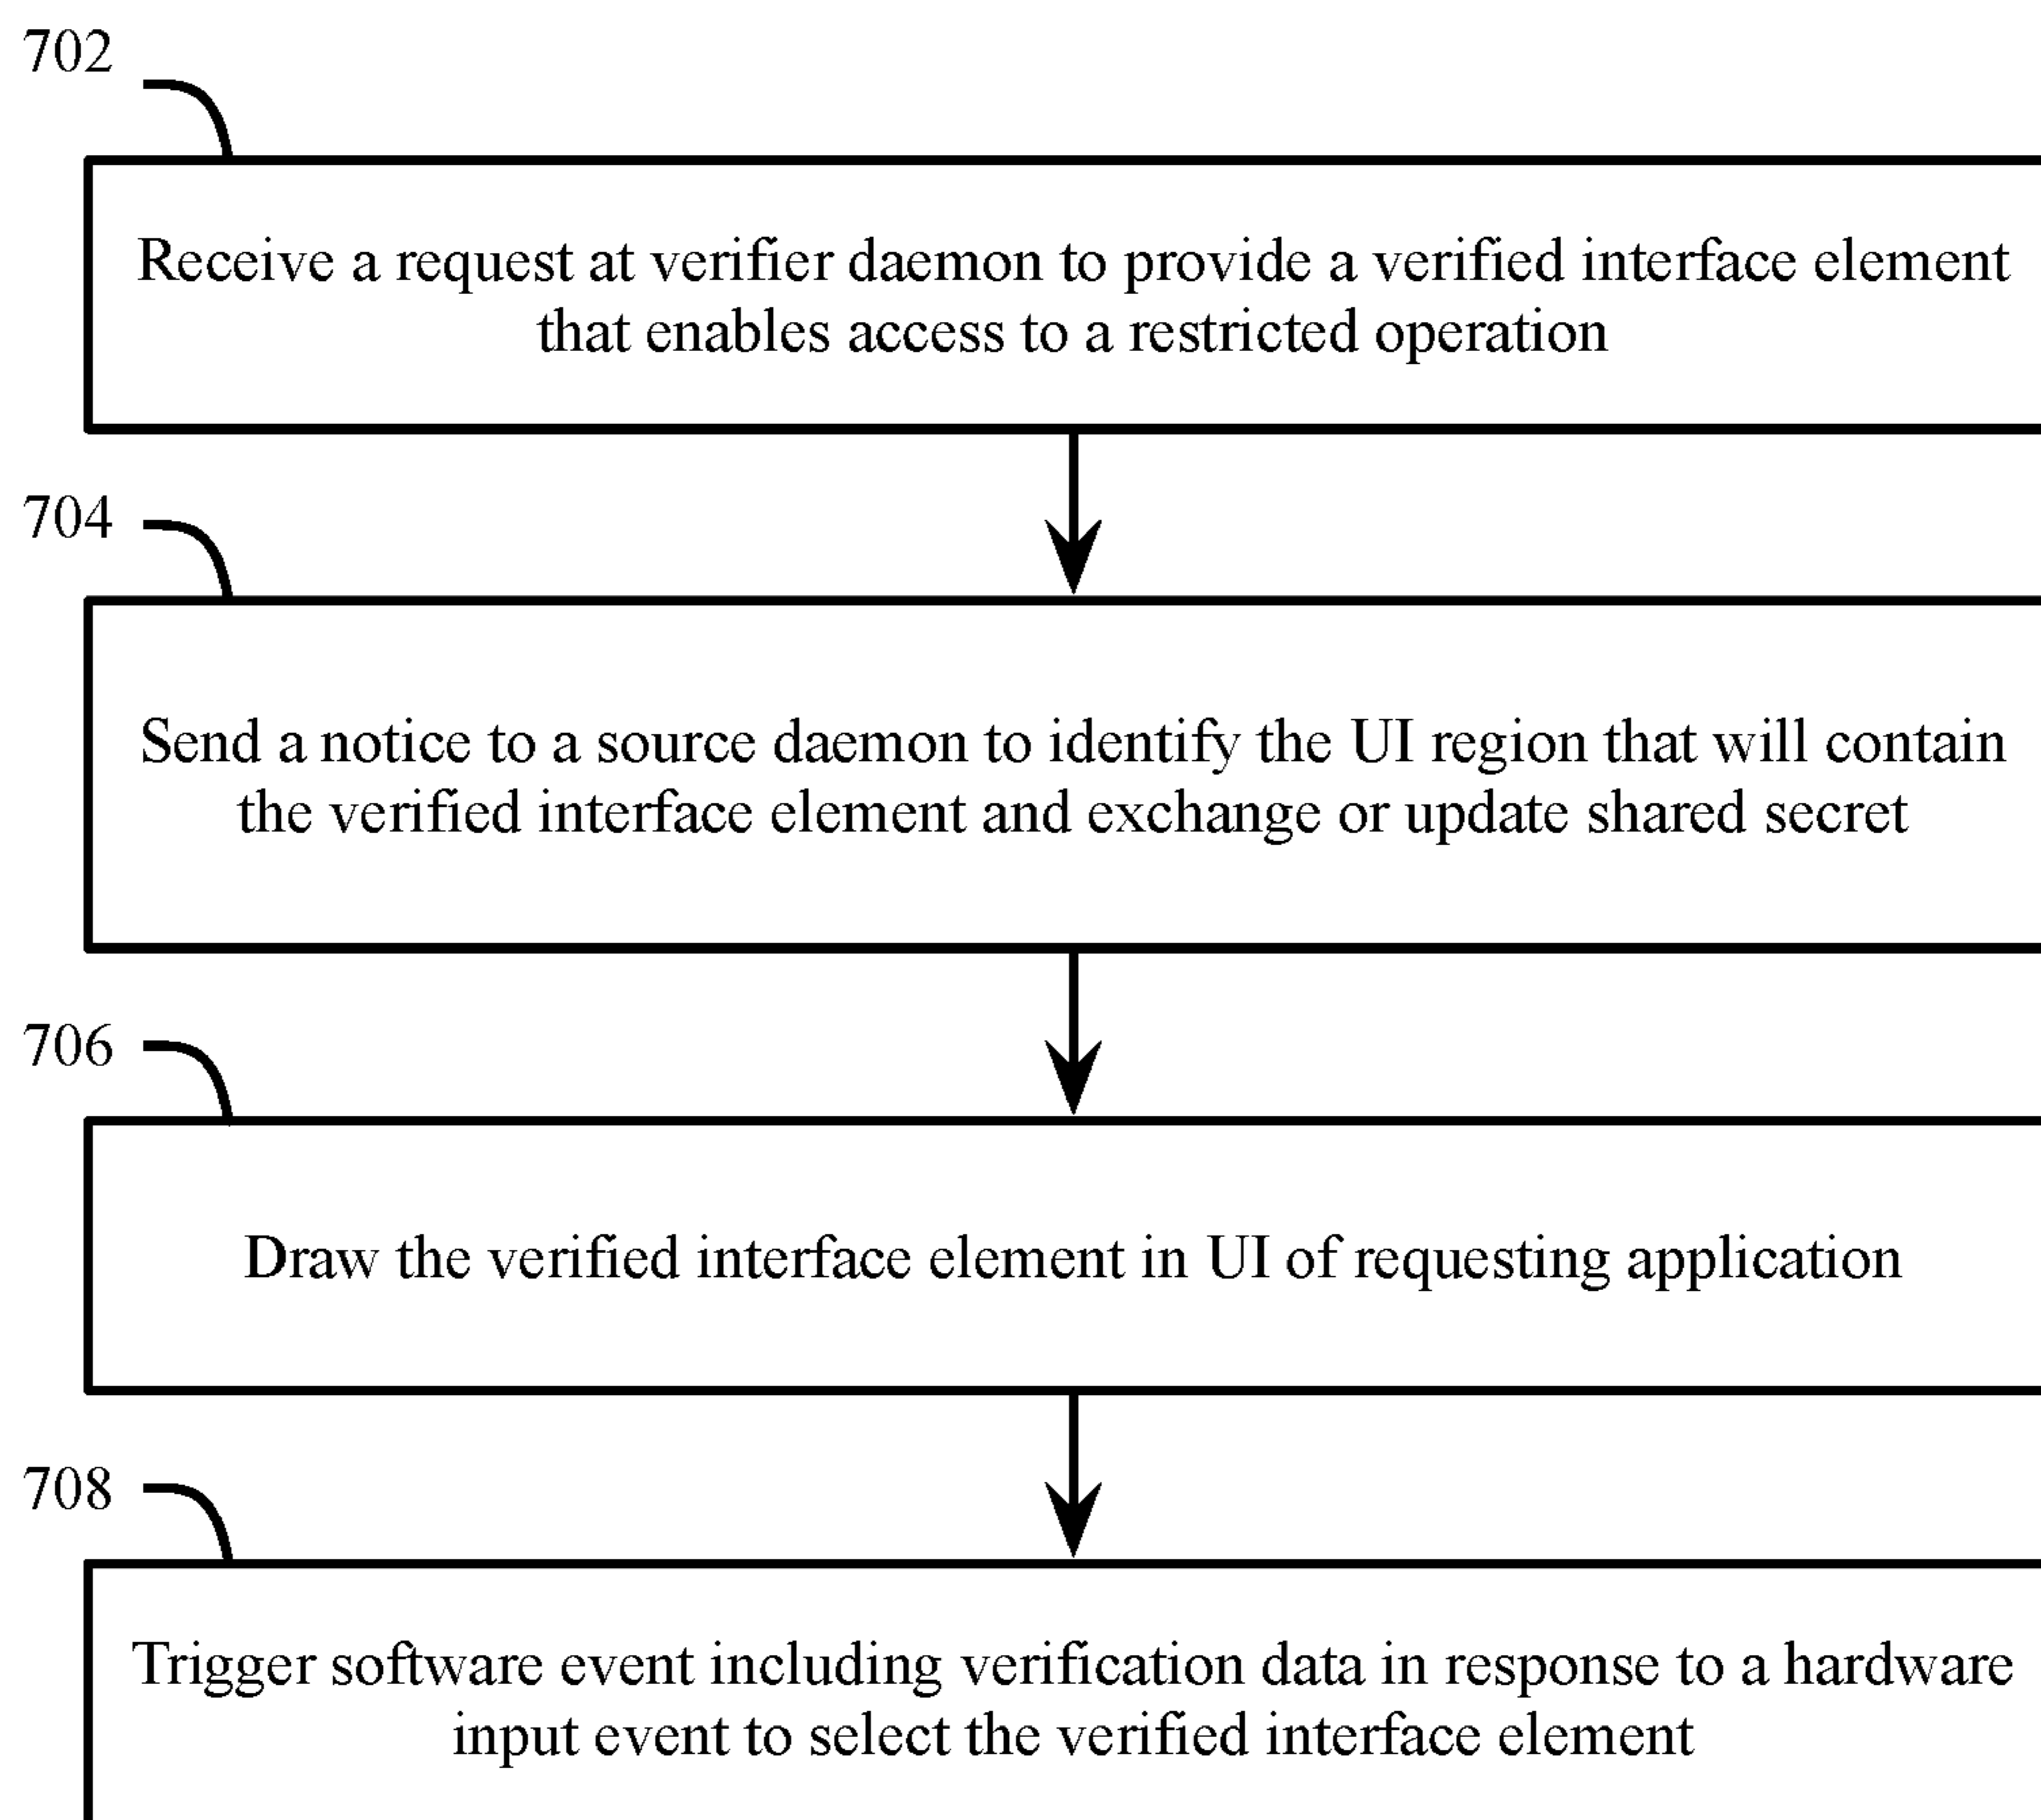 702
Receive a request at verifier daemon to provide a verified interface element
that enables access to a restricted operation
704
Send a notice to a source daemon to identify the UI region that will contain
the verified interface element and exchange or update shared secret
706
Draw the verified interface element in UI of requesting application
708
Trigger software event including verification data in response to a hardware
input event to select the verified interface element